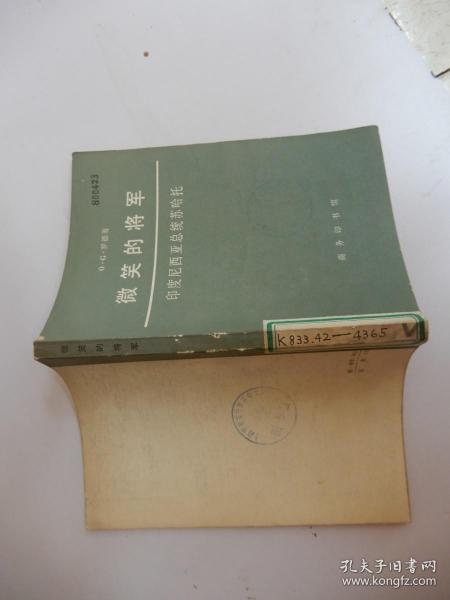 800423
O·G·罗德著
微笑的将军
印度尼西亚总统苏哈托
商务印书馆
微笑的将军
K833.42—4365
孔夫子旧书网
www.kongfz.com